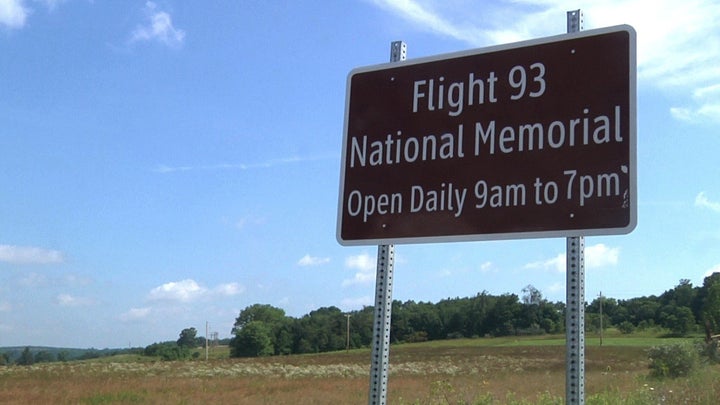 Flight 93
National Memorial
Open Daily 9am to 7pm